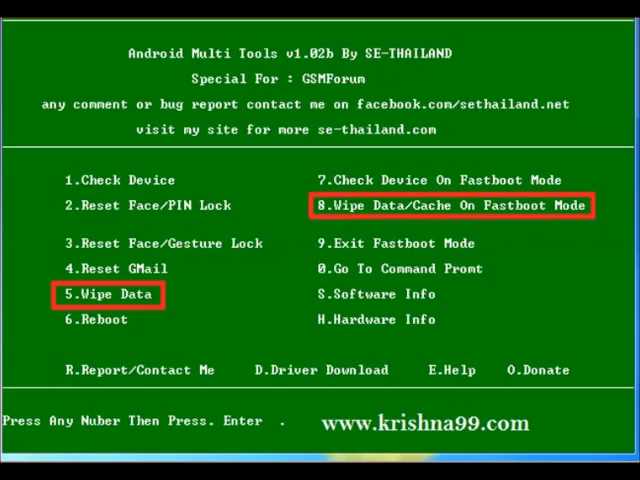 Android Multi Tools v1.02b By SE-THAILAND
Special For : GSMForum
any comment or bug report contact me on facebook.com/sethailand.net
visit my site for more se-thailand.com
1.Check Device
7.Check Device On Fastboot Mode
2.Reset Face/PIN Lock
8.Wipe Data/Cache On Fastboot Mode
3.Reset Face/Gesture Lock
9.Exit Fastboot Mode
4.Reset GMail
0.Go To Command Promt
5.Wipe Data
S.Software Info
6.Reboot
H.Hardware Info
R.Report/Contact Me D.Driver Download E.Help O.Donate
Press Any Nuber Then Press. Enter .
www.krishna99.com